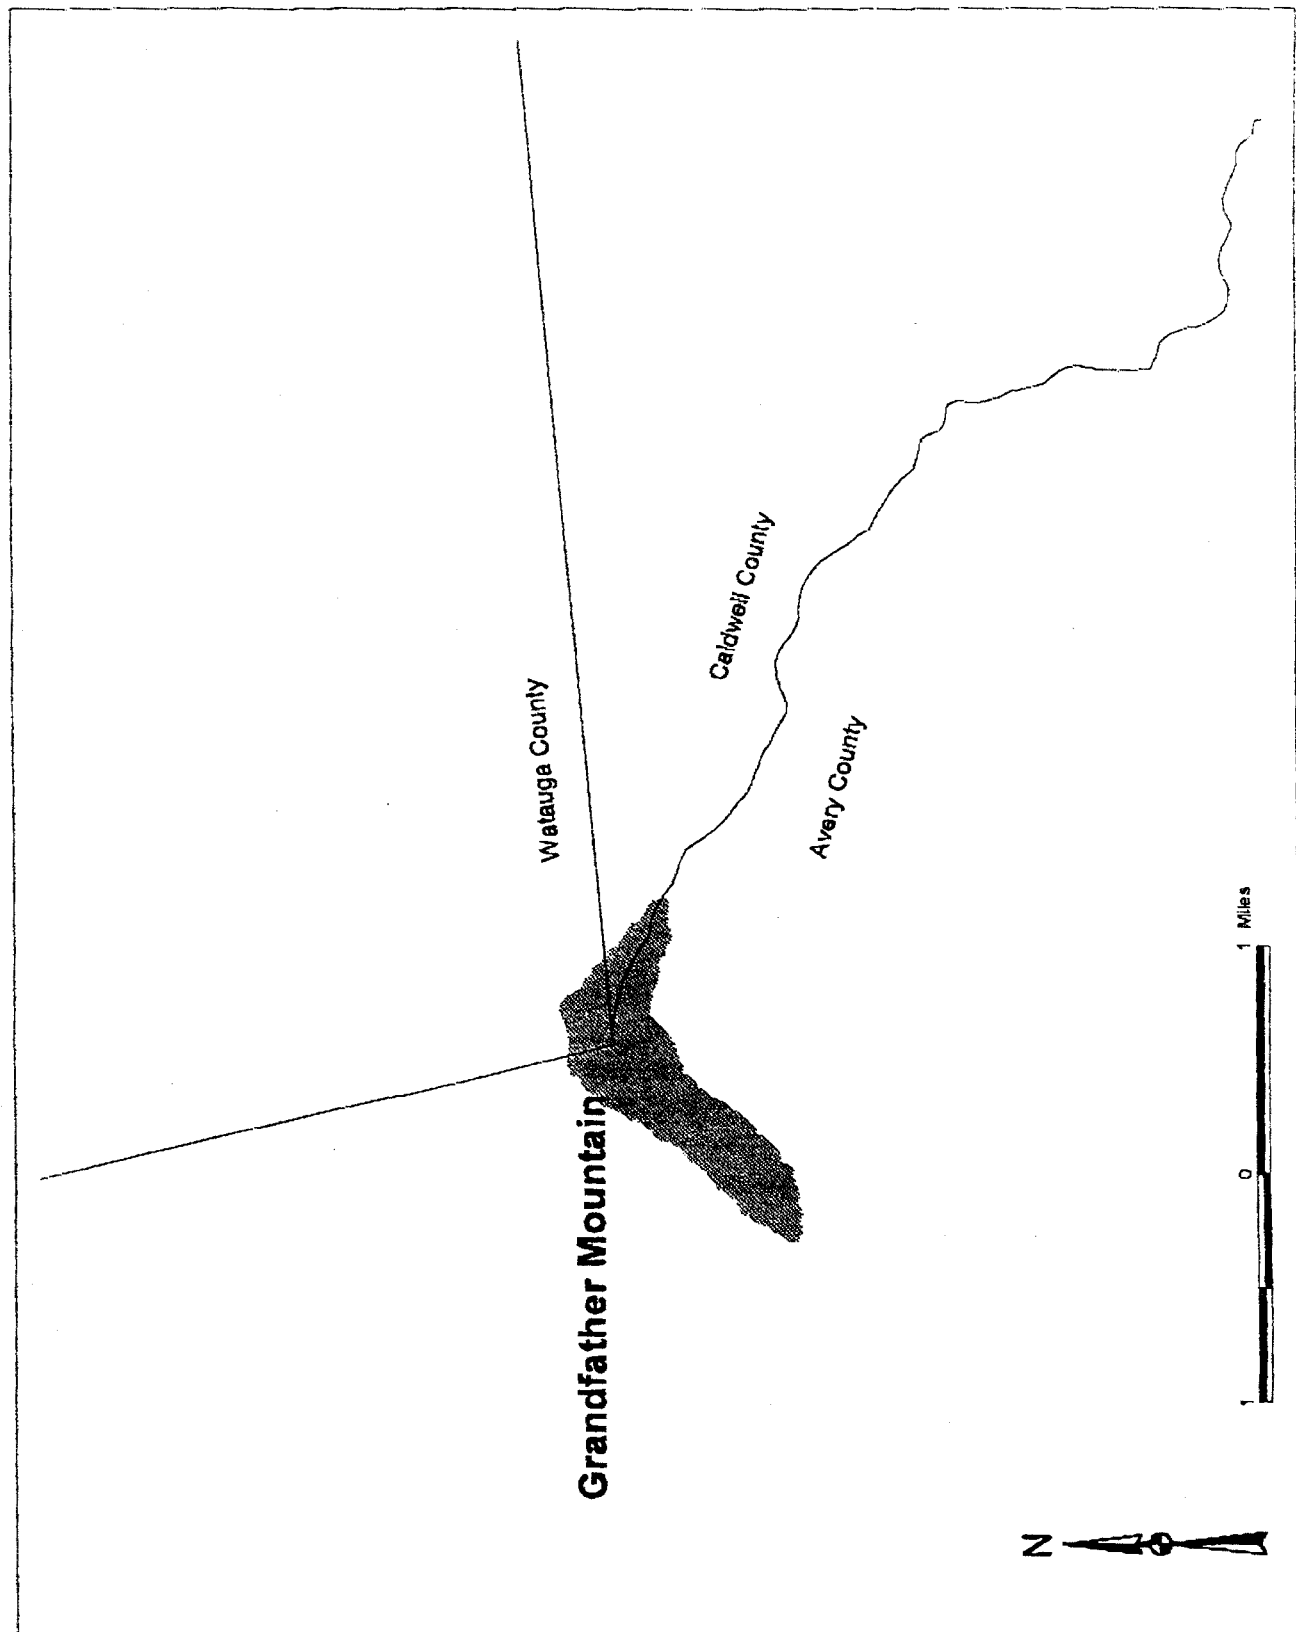 Watauga County
Caldwell County
Grandfather Mountain
Avery County
N
1 0 1 Miles